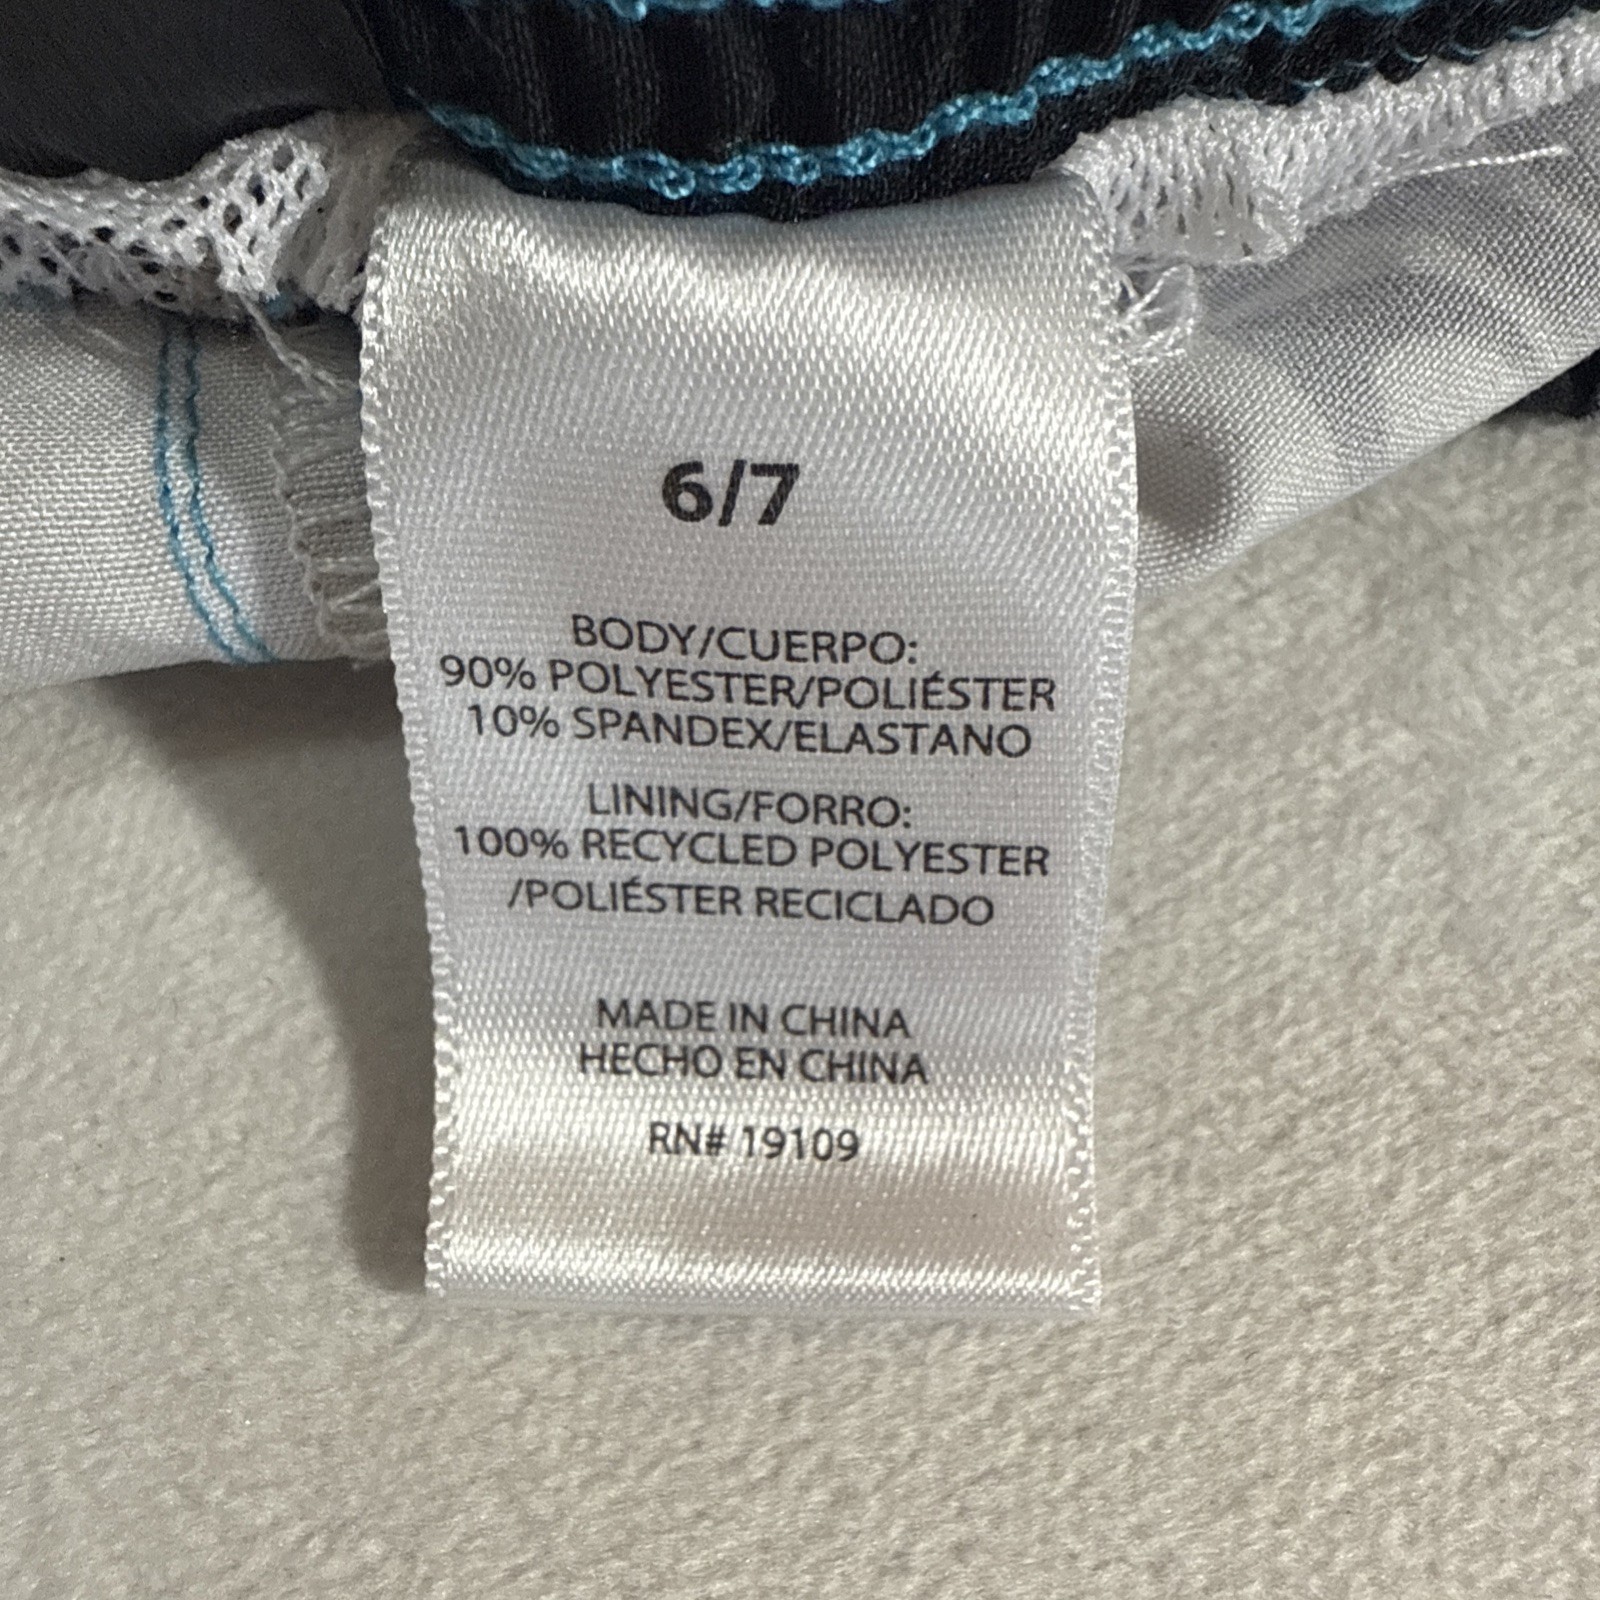 6/7
BODY/CUERPO:
90% POLYESTER/POLIÉSTER
10% SPANDEX/ELASTANO
LINING/FORRO:
100% RECYCLED POLYESTER
/POLIÉSTER RECICLADO
MADE IN CHINA
HECHO EN CHINA
RN# 19109